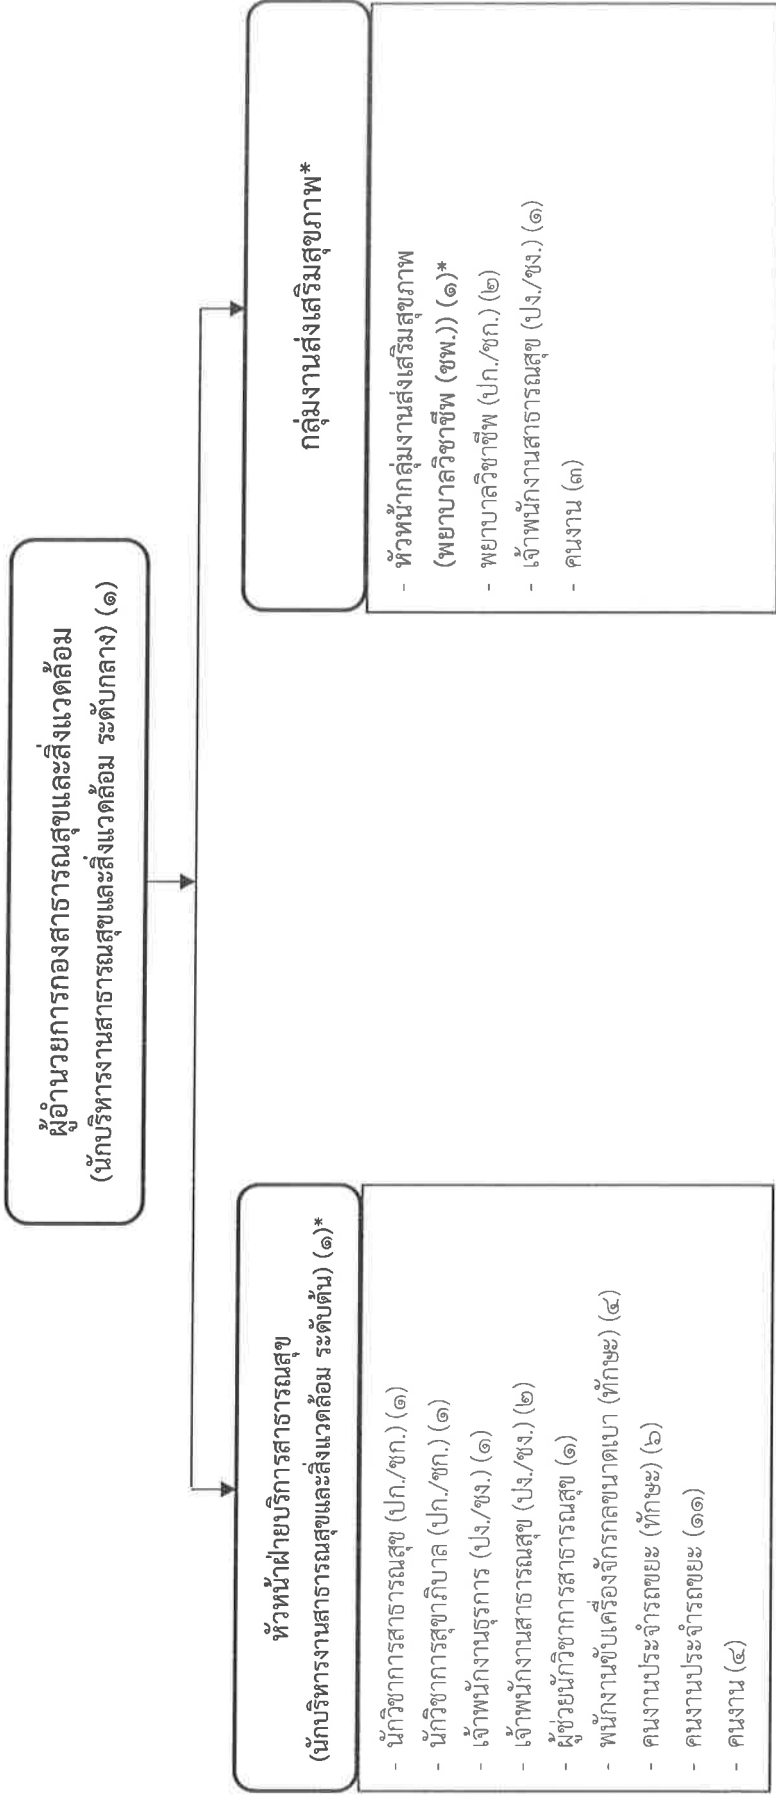 ผู้อำนวยการกองสาธารณสุขและสิ่งแวดล้อม
(นักบริหารงานสาธารณสุขและสิ่งแวดล้อม ระดับกลาง) (๑)
หัวหน้าฝ่ายบริการสาธารณสุข
(นักบริหารงานสาธารณสุขและสิ่งแวดล้อม ระดับต้น) (๑)*
- นักวิชาการสาธารณสุข (ปก./ชก.) (๑)
- นักวิชาการสุขาภิบาล (ปก./ชก.) (๑)
- เจ้าพนักงานธุรการ (ปง./ชง.) (๑)
- เจ้าพนักงานสาธารณสุข (ปง./ชง.) (๒)
- ผู้ช่วยนักวิชาการสาธารณสุข (๑)
- พนักงานขับเครื่องจักรกลขนาดเบา (ทักษะ) (๔)
- คนงานประจำรถขยะ (ทักษะ) (๖)
- คนงานประจำรถขยะ (๑๑)
- คนงาน (๔)
กลุ่มงานส่งเสริมสุขภาพ*
- หัวหน้ากลุ่มงานส่งเสริมสุขภาพ
(พยาบาลวิชาชีพ (ชพ.)) (๑)*
- พยาบาลวิชาชีพ (ปก./ชก.) (๒)
- เจ้าพนักงานสาธารณสุข (ปง./ชง.) (๑)
- คนงาน (๓)